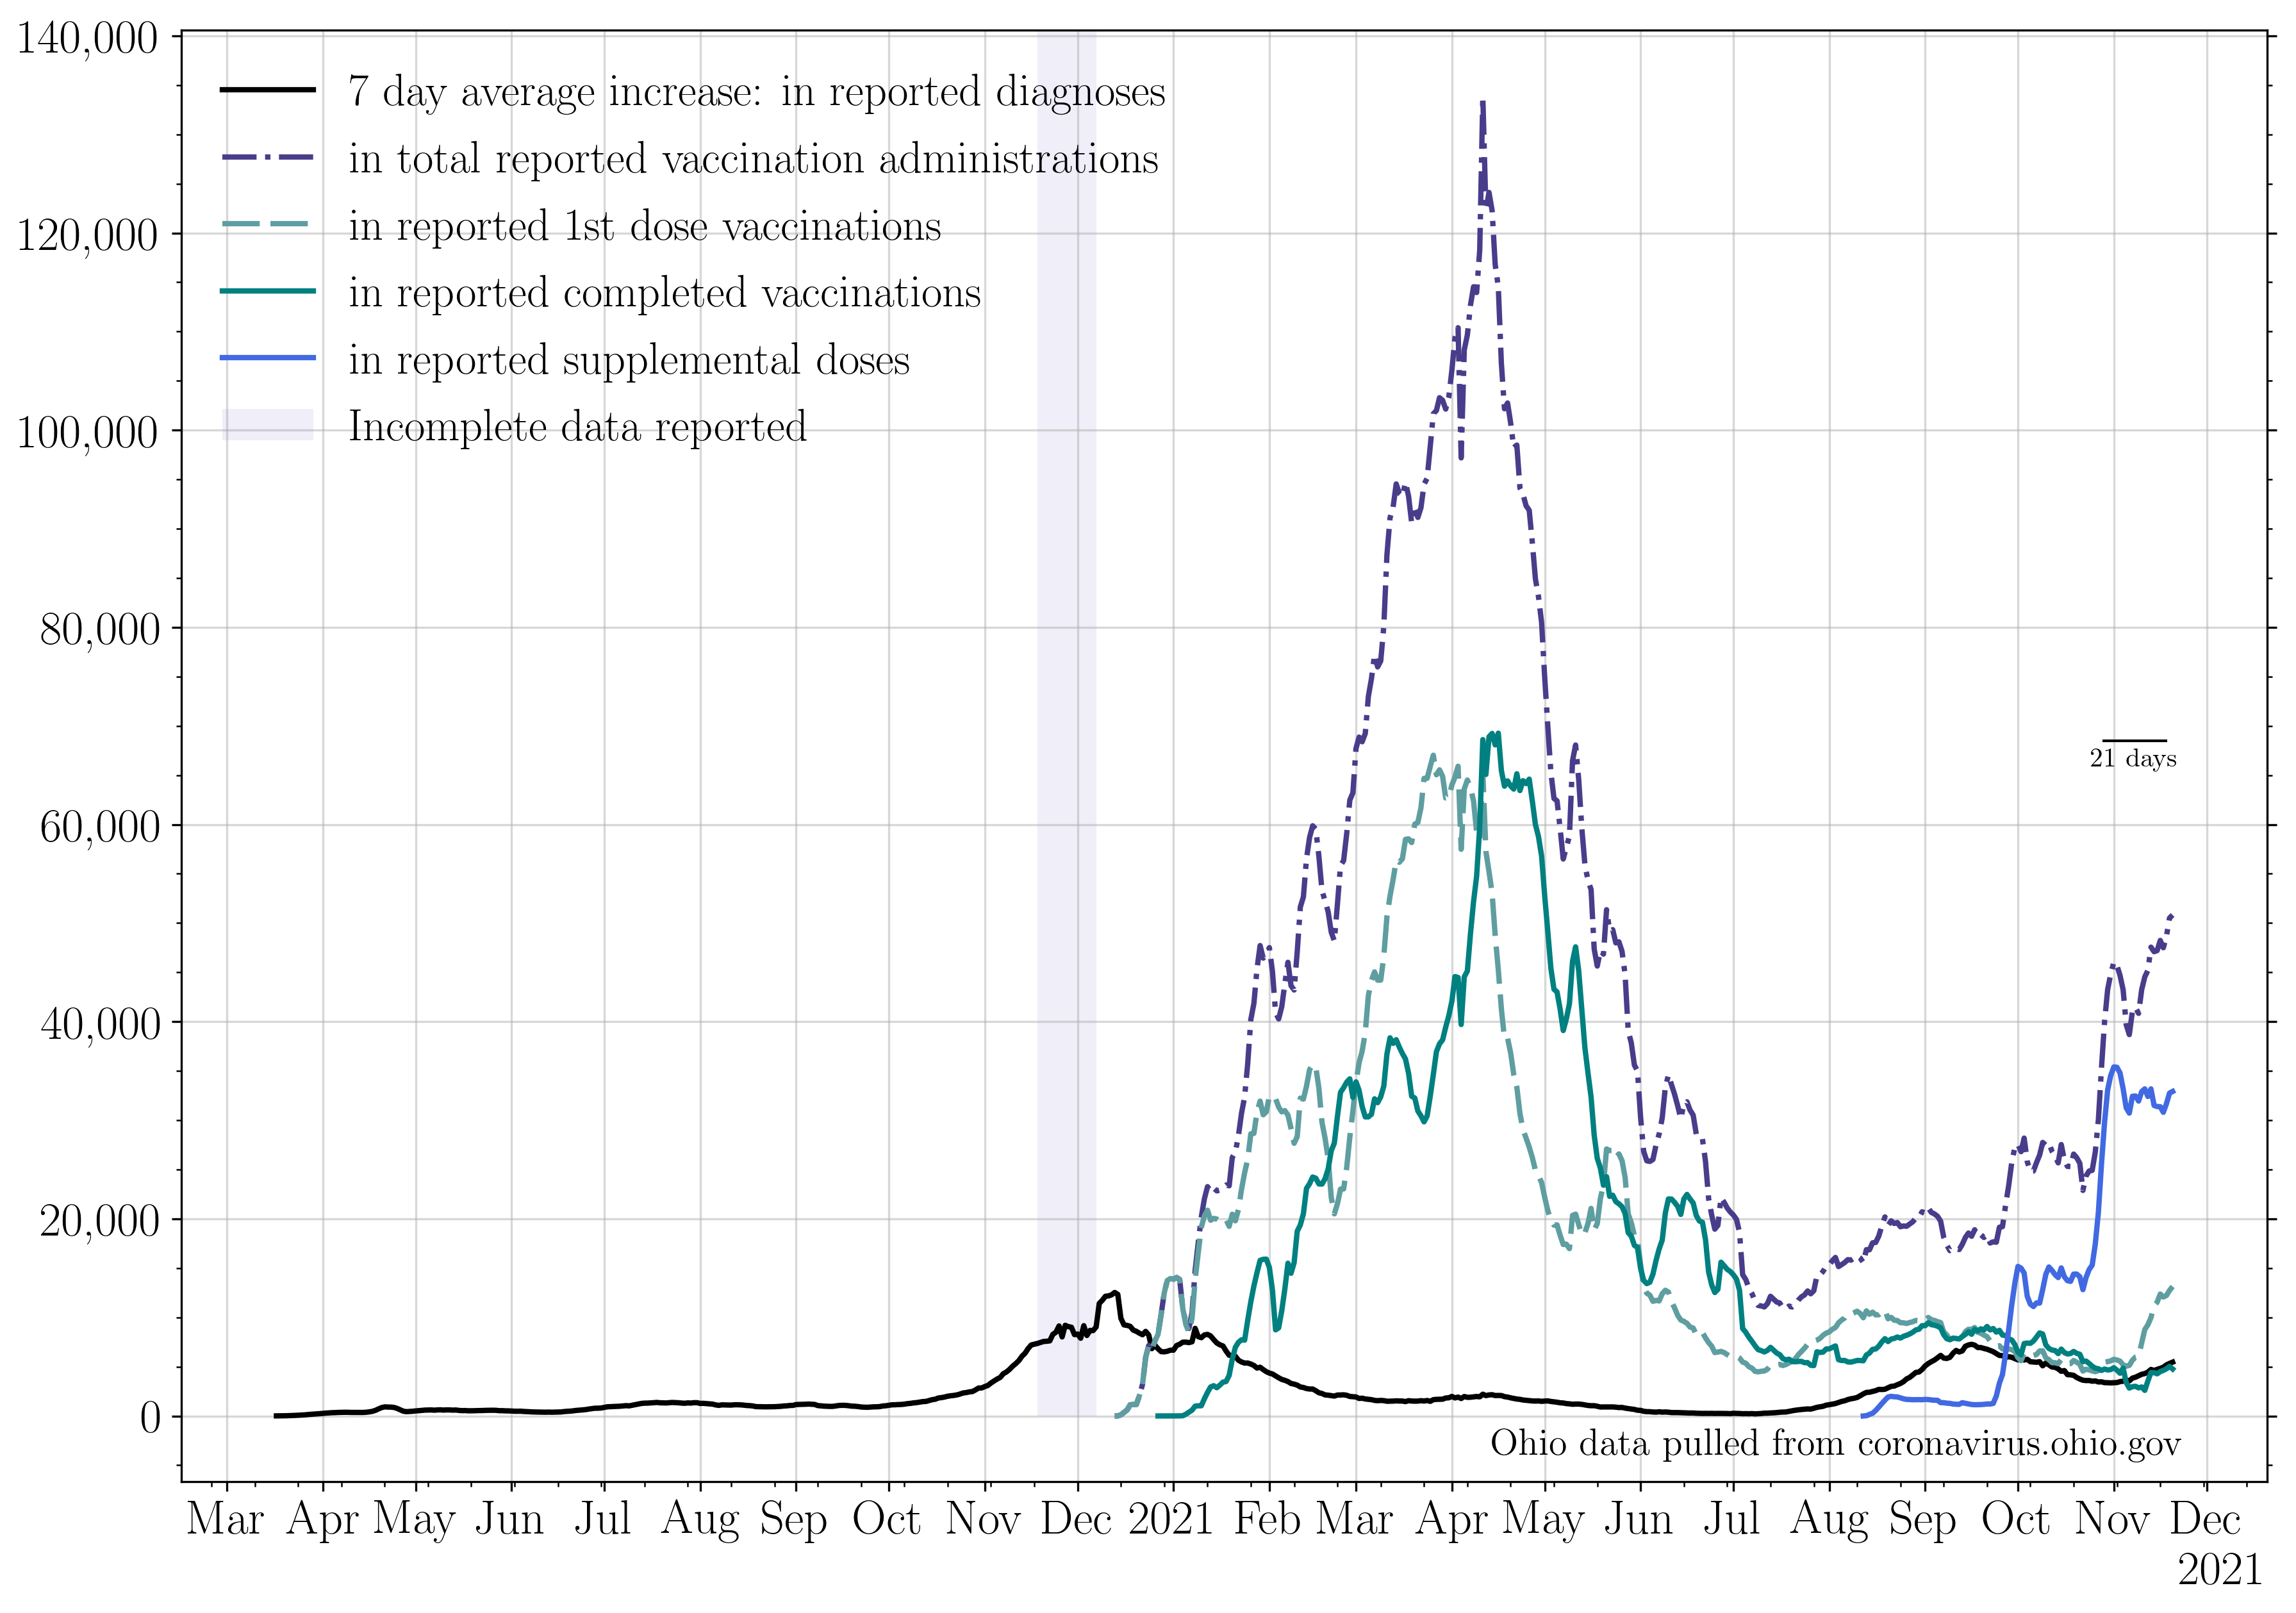 140,000
120,000
100,000
80,000
60,000
40,000
20,000
0
7 day average increase: in reported diagnoses
in total reported vaccination administrations
in reported 1st dose vaccinations
in reported completed vaccinations
in reported supplemental doses
Incomplete data reported
21 days
Ohio data pulled from coronavirus.ohio.gov
Mar Apr May Jun Jul Aug Sep Oct Nov Dec 2021 Feb Mar Apr May Jun Jul Aug Sep Oct Nov Dec
2021